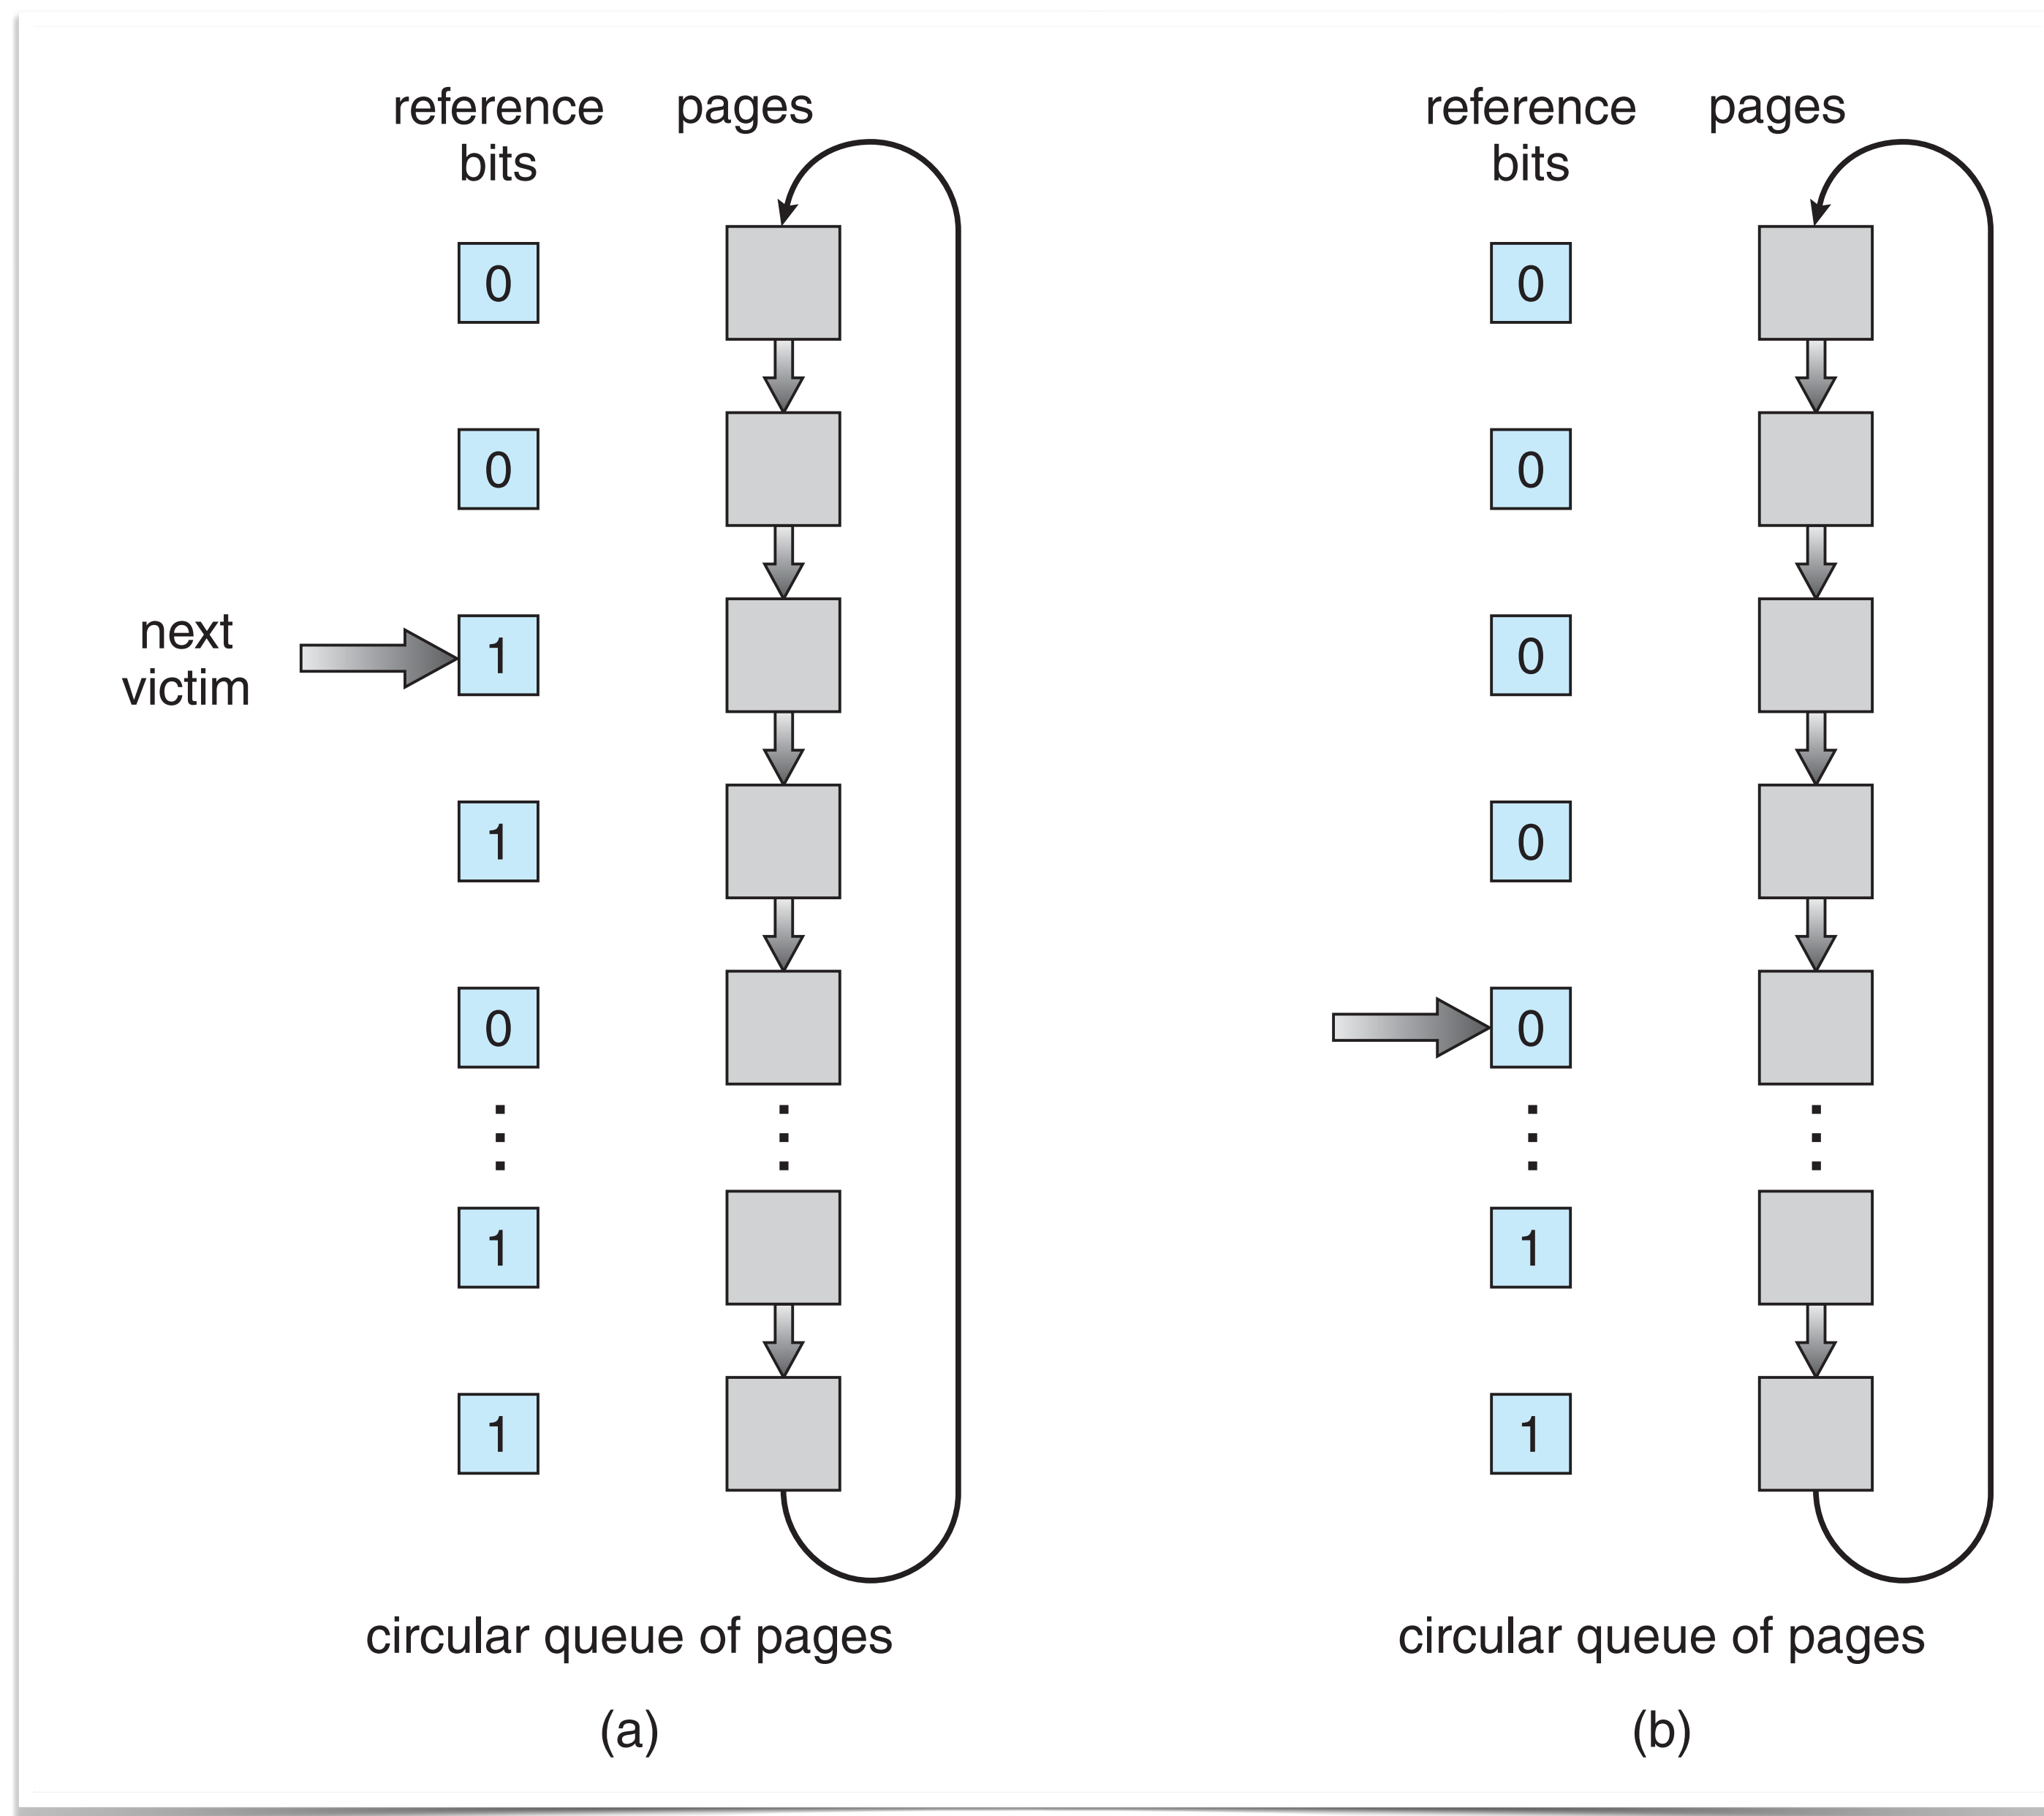 reference
bits
pages
0
0
next
victim
1
1
0
1
1
circular queue of pages
(a)
reference
bits
pages
0
0
0
0
0
1
1
circular queue of pages
(b)